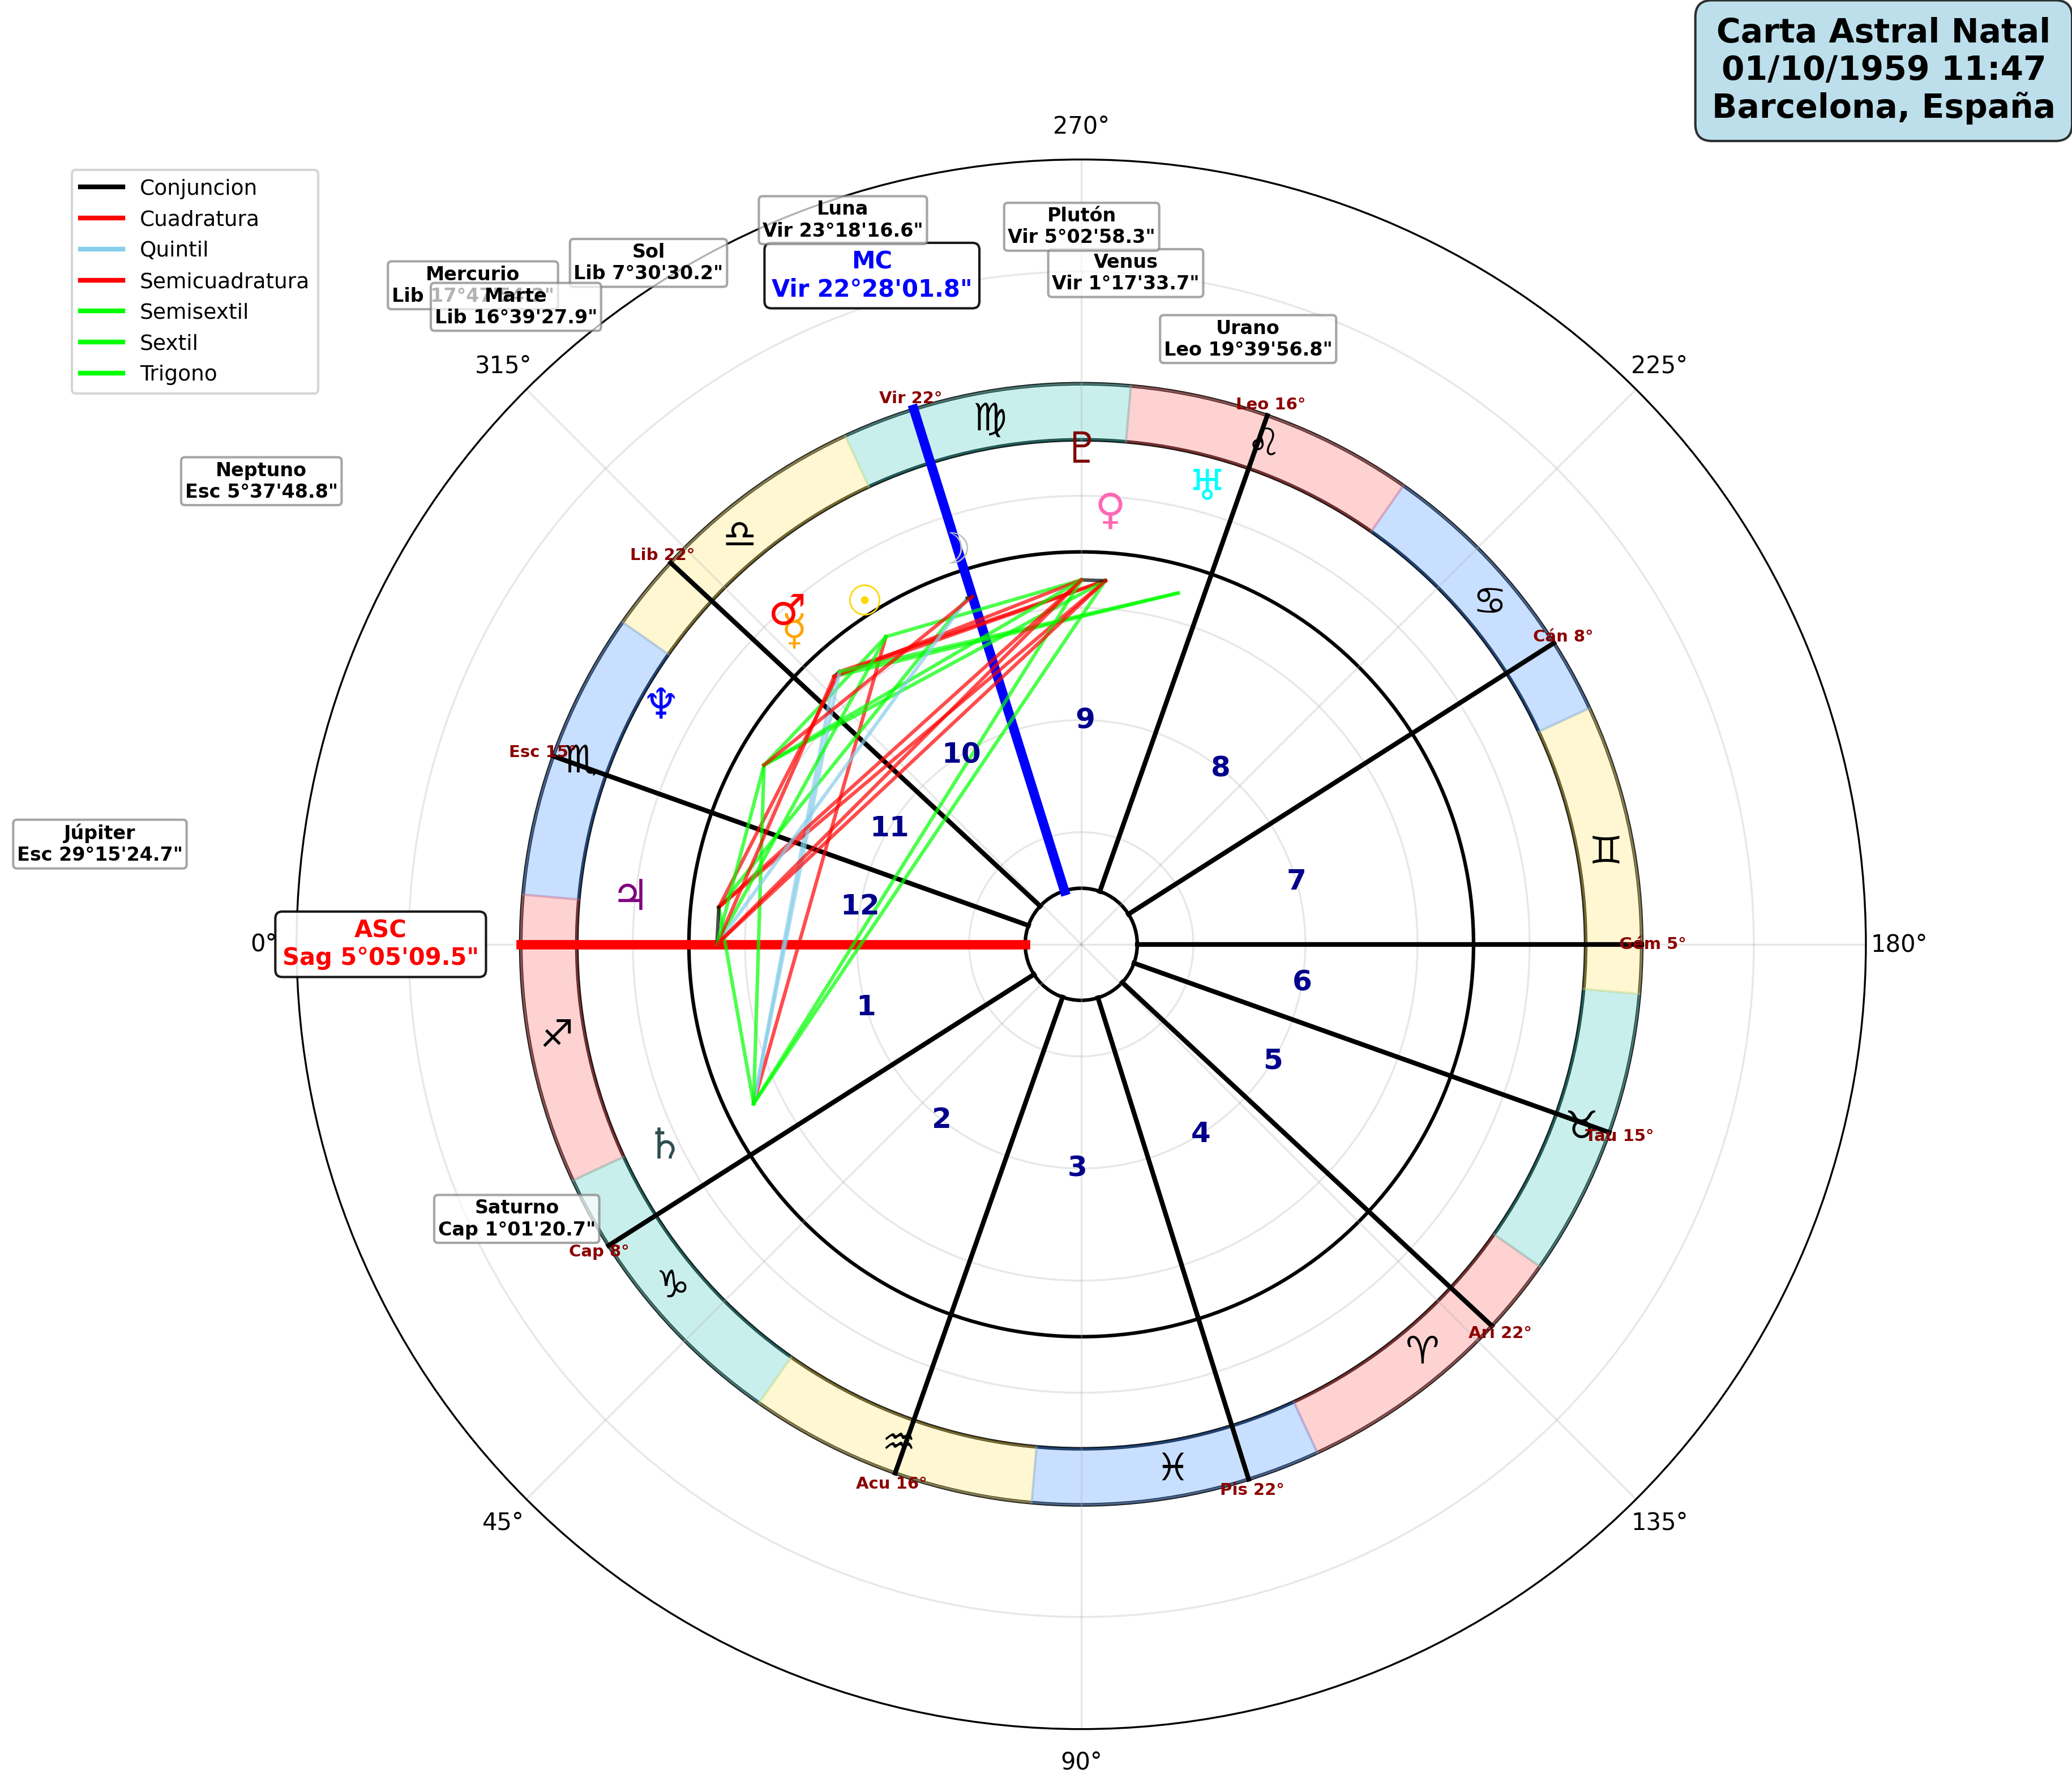 Carta Astral Natal
01/10/1959 11:47
Barcelona, España
270°
Conjuncion
Cuadratura
Quintil
Semicuadratura
Semisextil
Sextil
Trigono
Luna
Vir 23°18'16.6"
Plutón
Vir 5°02'58.3"
Sol
Lib 7°30'30.2"
MC
Vir 22°28'01.8"
Venus
Vir 1°17'33.7"
Mercurio
Lib
Marte
Lib 16°39'27.9"
Urano
Leo 19°39'56.8"
315°
225°
Vir 22°
Leo 16°
Neptuno
Esc 5°37'48.8"
Lib 22°
Cán 8°
Esc 15°
9
10
8
11
7
12
Júpiter
Esc 29°15'24.7"
0°
ASC
Sag 5°05'09.5"
Gém 5°
180°
1
6
5
2
4
3
Tau 15°
Saturno
Cap 1°01'20.7"
Cap 8°
Ari 22°
Acu 16°
Pis 22°
45°
135°
90°